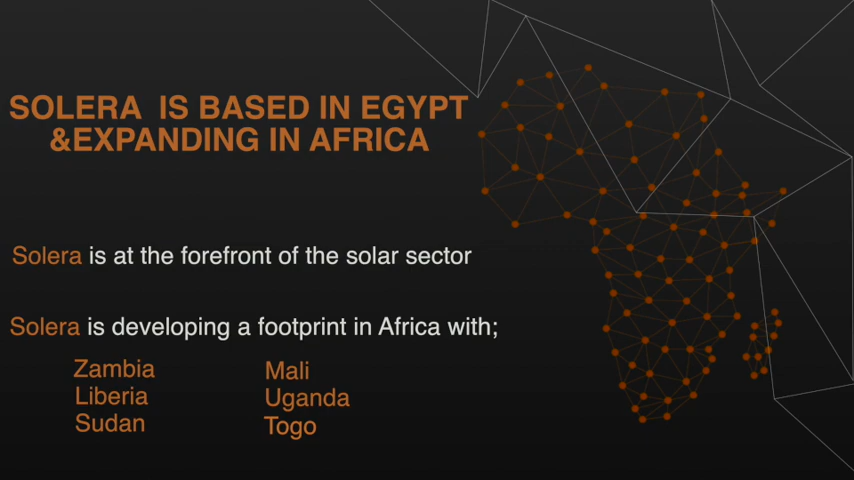 SOLERA IS BASED IN EGYPT
&EXPANDING IN AFRICA
Solera is at the forefront of the solar sector
Solera is developing a footprint in Africa with;
Zambia
Liberia
Sudan
Mali
Uganda
Togo